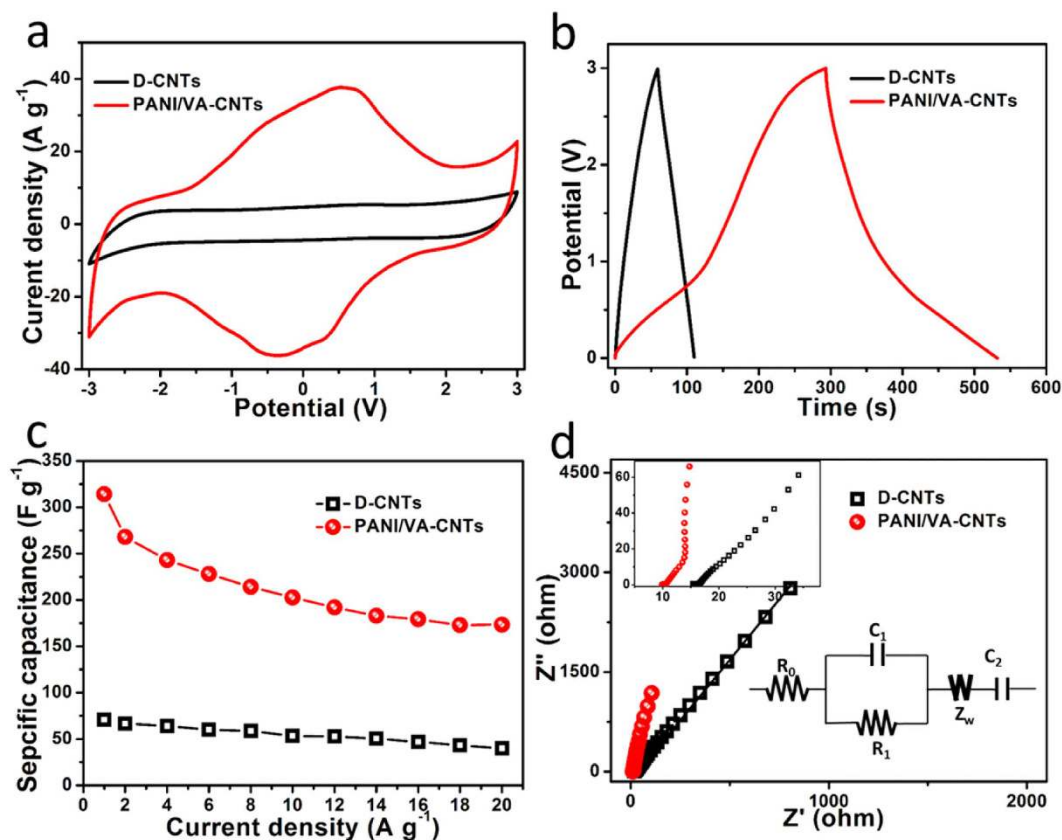 a
Curent density (A g-1)
40
20
0
-20
-40
D-CNTs
PANI/VA-CNTs
-3 -2 -1 0 1 2 3
Potential (V)
b
Potential (V)
3
2
1
0
D-CNTs
PANI/VA-CNTs
0 100 200 300 400 500 600
Time (s)
c
Sepcific capacitance (F g-1)
350
300
250
200
150
100
50
0
D-CNTs
PANI/VA-CNTs
0 2 4 6 8 10 12 14 16 18 20
Current density (A g-1)
d
Z'' (ohm)
4500
3000
1500
0
60
40
20
0
10 20 30
D-CNTs
PANI/VA-CNTs
R0
C1
R1
Zw
C2
0 1000 2000
Z' (ohm)